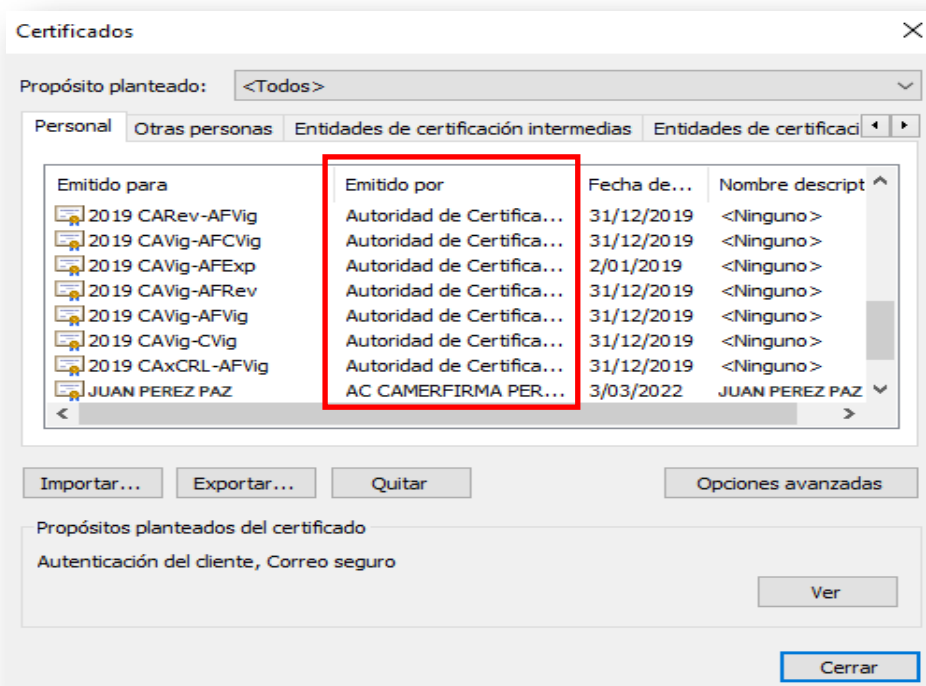 Certificados
Propósito planteado: <Todos>
Personal Otras personas Entidades de certificación intermedias Entidades de certificaci
Emitido para Emitido por Fecha de... Nombre descript
2019 CARev-AFVig Autoridad de Certifica... 31/12/2019 <Ninguno>
2019 CAVig-AFCVig Autoridad de Certifica... 31/12/2019 <Ninguno>
2019 CAVig-AFExp Autoridad de Certifica... 2/01/2019 <Ninguno>
2019 CAVig-AFRev Autoridad de Certifica... 31/12/2019 <Ninguno>
2019 CAVig-AFVig Autoridad de Certifica... 31/12/2019 <Ninguno>
2019 CAVig-CVig Autoridad de Certifica... 31/12/2019 <Ninguno>
2019 CAxCRL-AFVig Autoridad de Certifica... 31/12/2019 <Ninguno>
JUAN PEREZ PAZ AC CAMERFIRMA PER... 3/03/2022 JUAN PEREZ PAZ
Importar... Exportar... Quitar Opciones avanzadas
Propósitos planteados del certificado
Autenticación del cliente, Correo seguro
Ver
Cerrar